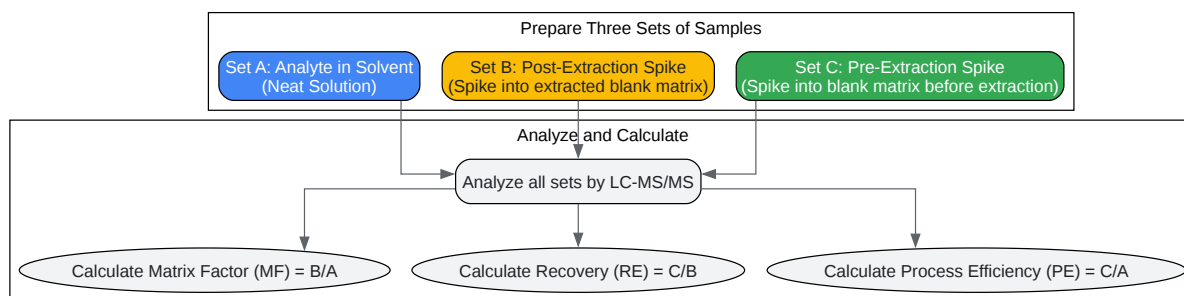 Prepare Three Sets of Samples
Set A: Analyte in Solvent
(Neat Solution)
Set B: Post-Extraction Spike
(Spike into extracted blank matrix)
Set C: Pre-Extraction Spike
(Spike into blank matrix before extraction)
Analyze and Calculate
Analyze all sets by LC-MS/MS
Calculate Matrix Factor (MF) = B/A
Calculate Recovery (RE) = C/B
Calculate Process Efficiency (PE) = C/A